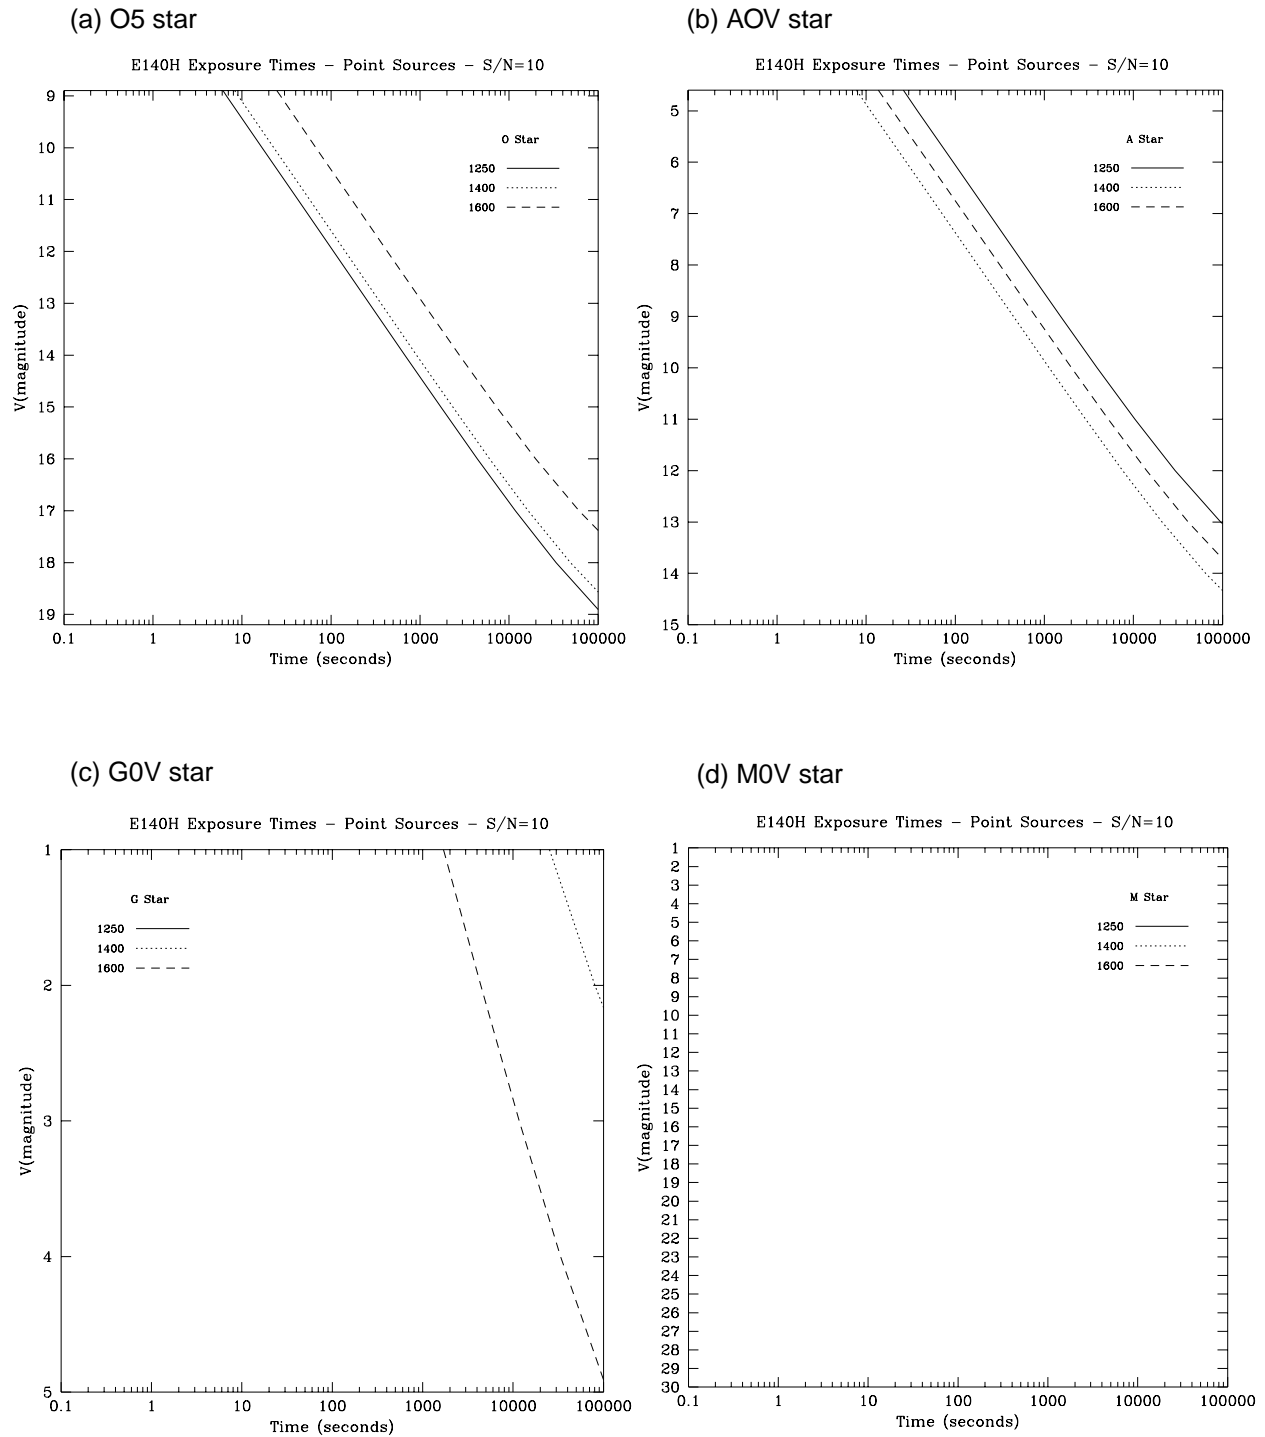 (a) O5 star
E140H Exposure Times – Point Sources – S/N=10
O Star
1250
1400
1600
V(magnitude)
9
10
11
12
13
14
15
16
17
18
19
0.1 1 10 100 1000 10000 100000
Time (seconds)
(b) AOV star
E140H Exposure Times – Point Sources – S/N=10
A Star
1250
1400
1600
V(magnitude)
5
6
7
8
9
10
11
12
13
14
15
0.1 1 10 100 1000 10000 100000
Time (seconds)
(c) G0V star
E140H Exposure Times – Point Sources – S/N=10
G Star
1250
1400
1600
V(magnitude)
1
2
3
4
5
0.1 1 10 100 1000 10000 100000
Time (seconds)
(d) M0V star
E140H Exposure Times – Point Sources – S/N=10
M Star
1250
1400
1600
V(magnitude)
1
2
3
4
5
6
7
8
9
10
11
12
13
14
15
16
17
18
19
20
21
22
23
24
25
26
27
28
29
30
0.1 1 10 100 1000 10000 100000
Time (seconds)